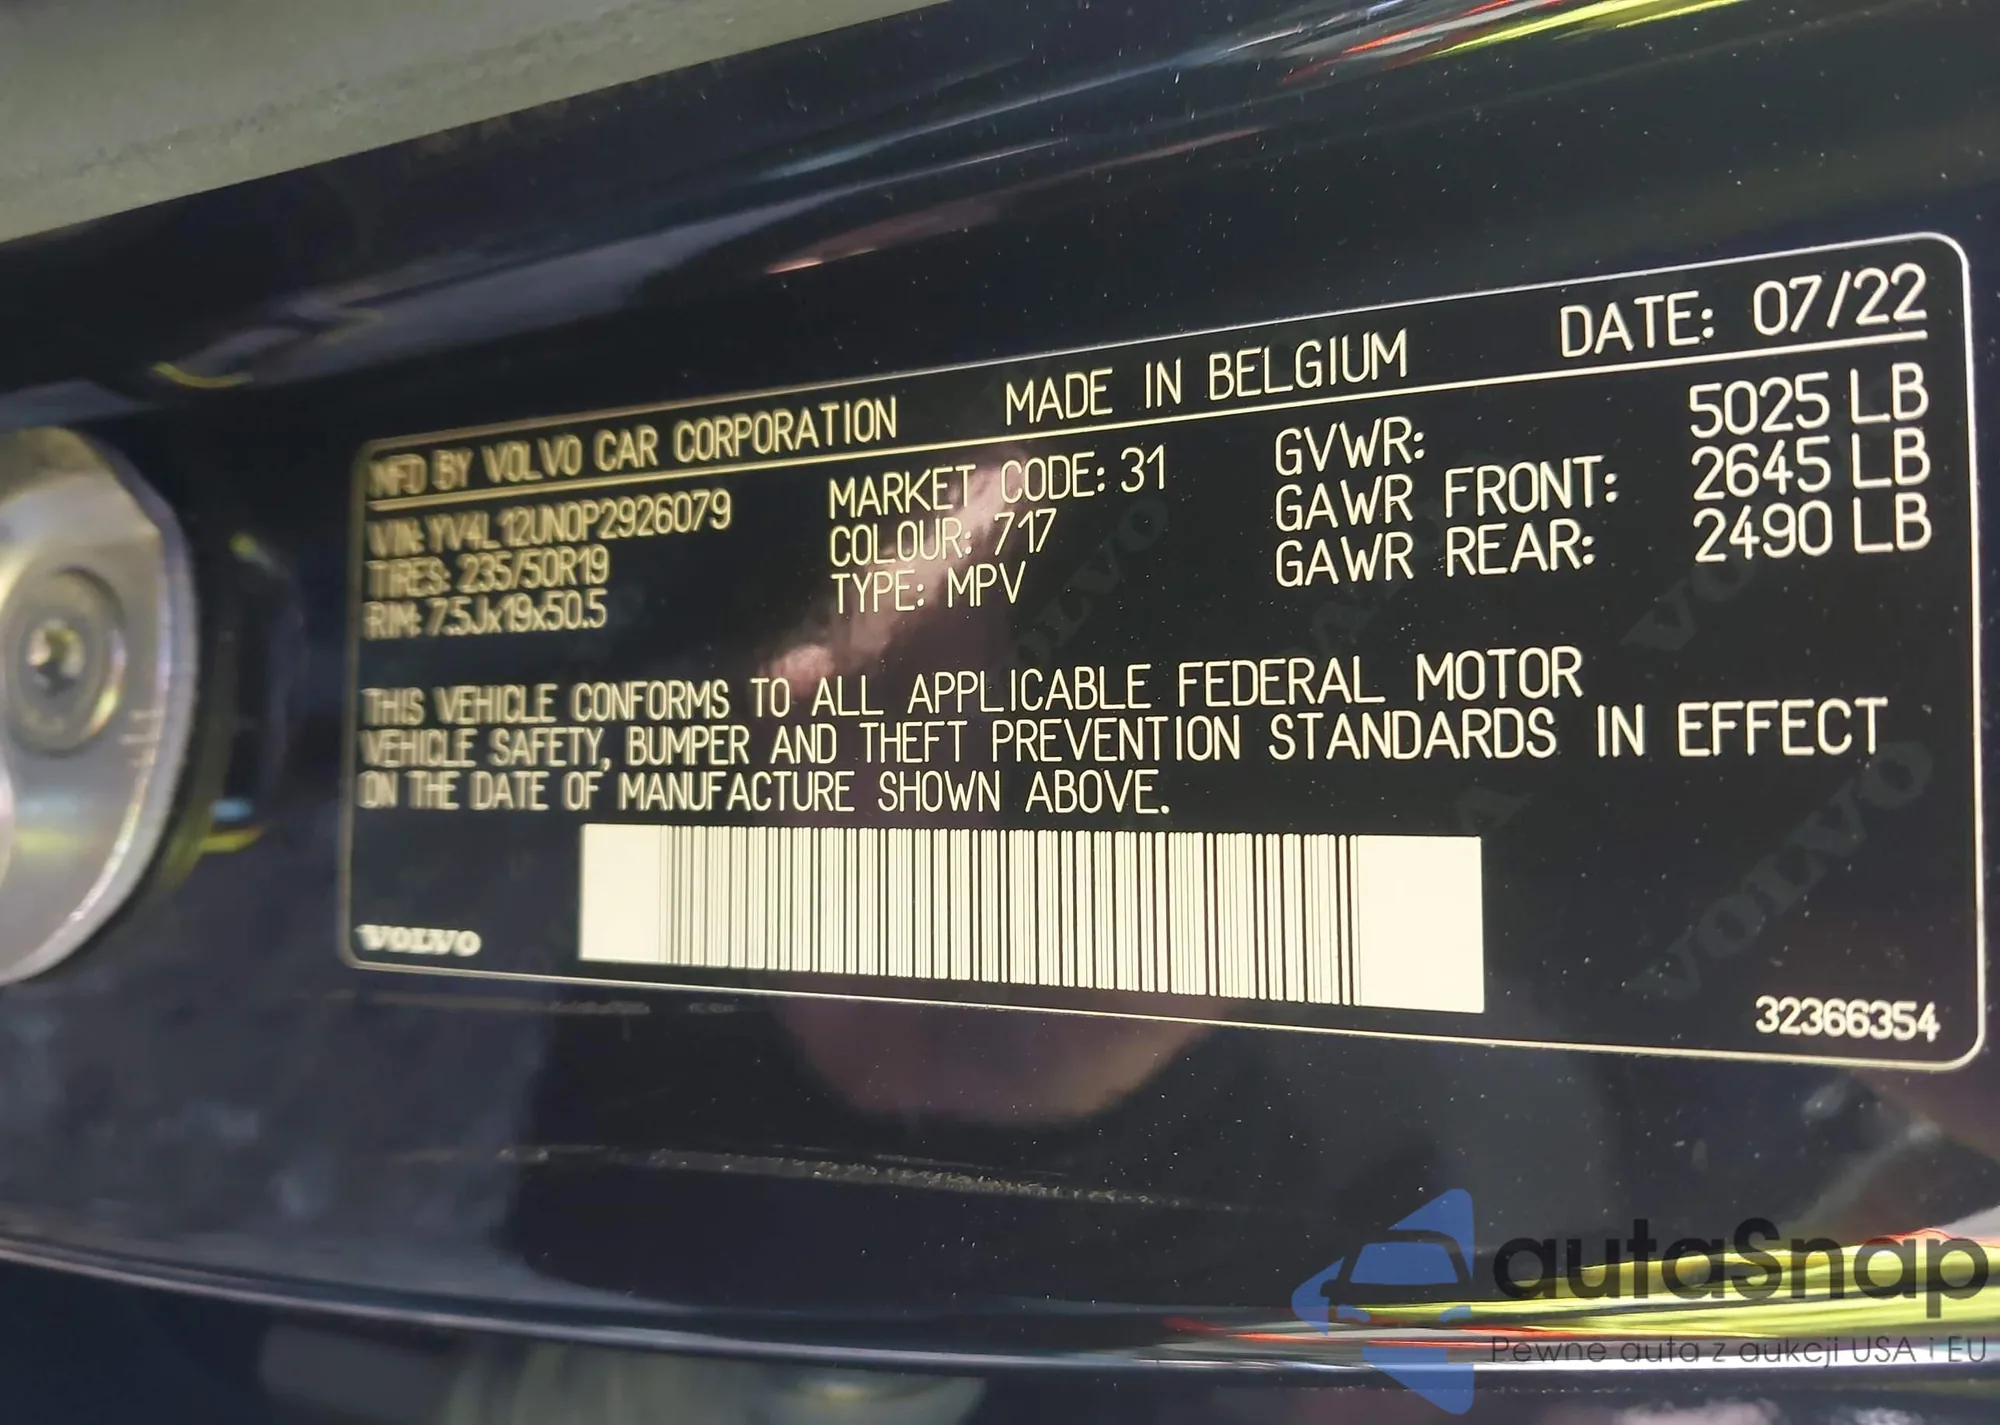 MFD BY VOLVO CAR CORPORATION MADE IN BELGIUM DATE: 07/22
VIN: YV4L12UN0P2926079 MARKET CODE: 31 GVWR: 5025 LB
TIRES: 235/50R19 COLOUR: 717 GAWR FRONT: 2645 LB
RIM: 7.5Jx19x50.5 TYPE: MPV GAWR REAR: 2490 LB
THIS VEHICLE CONFORMS TO ALL APPLICABLE FEDERAL MOTOR
VEHICLE SAFETY, BUMPER AND THEFT PREVENTION STANDARDS IN EFFECT
ON THE DATE OF MANUFACTURE SHOWN ABOVE.
VOLVO
32366354
autaSnap
Pewne auta z aukcji USA i EU